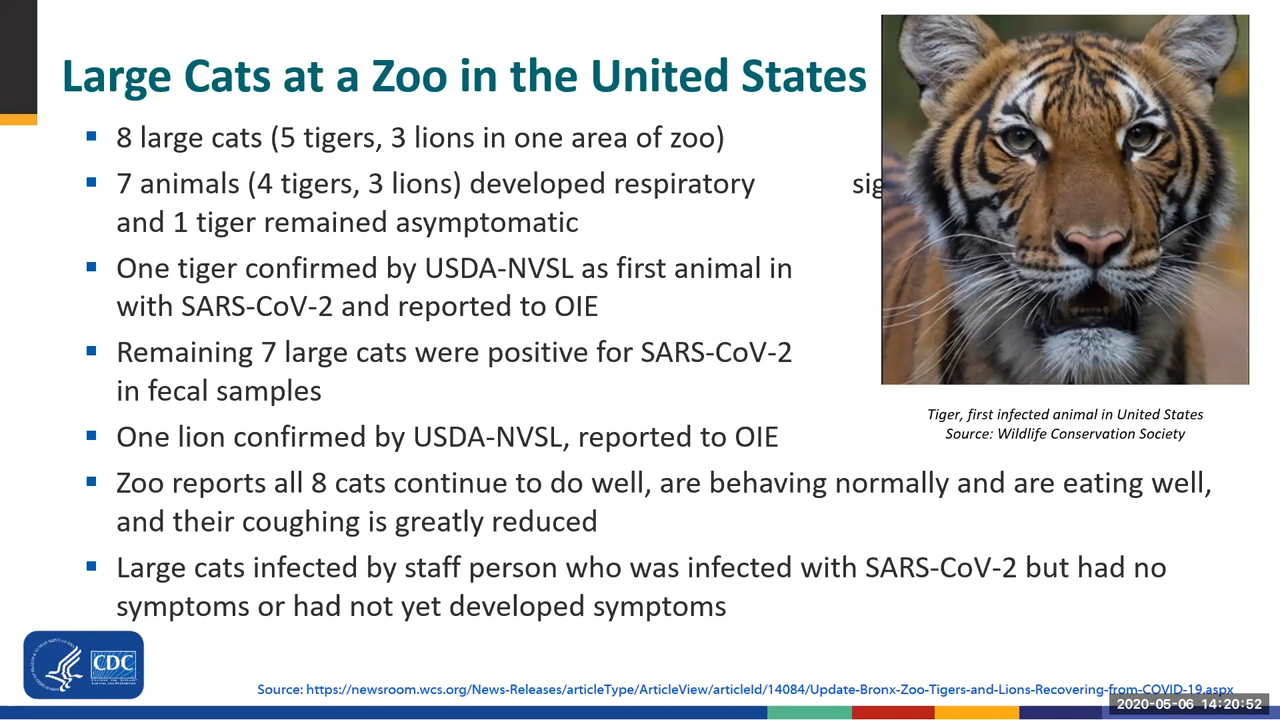 Large Cats at a Zoo in the United States
8 large cats (5 tigers, 3 lions in one area of zoo)
7 animals (4 tigers, 3 lions) developed respiratory
and 1 tiger remained asymptomatic
One tiger confirmed by USDA-NVSL as first animal in
with SARS-CoV-2 and reported to OIE
Remaining 7 large cats were positive for SARS-CoV-2
in fecal samples
One lion confirmed by USDA-NVSL, reported to OIE
Tiger, first infected animal in United States
Source: Wildlife Conservation Society
Zoo reports all 8 cats continue to do well, are behaving normally and are eating well,
and their coughing is greatly reduced
Large cats infected by staff person who was infected with SARS-CoV-2 but had no
symptoms or had not yet developed symptoms
CDC
Source: https://newsroom.wcs.org/News-Releases/articleType/ArticleView/articleId/14084/Update-Bronx-Zoo-Tigers-and-Lions-Recovering-from-COVID-19.aspx
2020-05-06 14:20:52